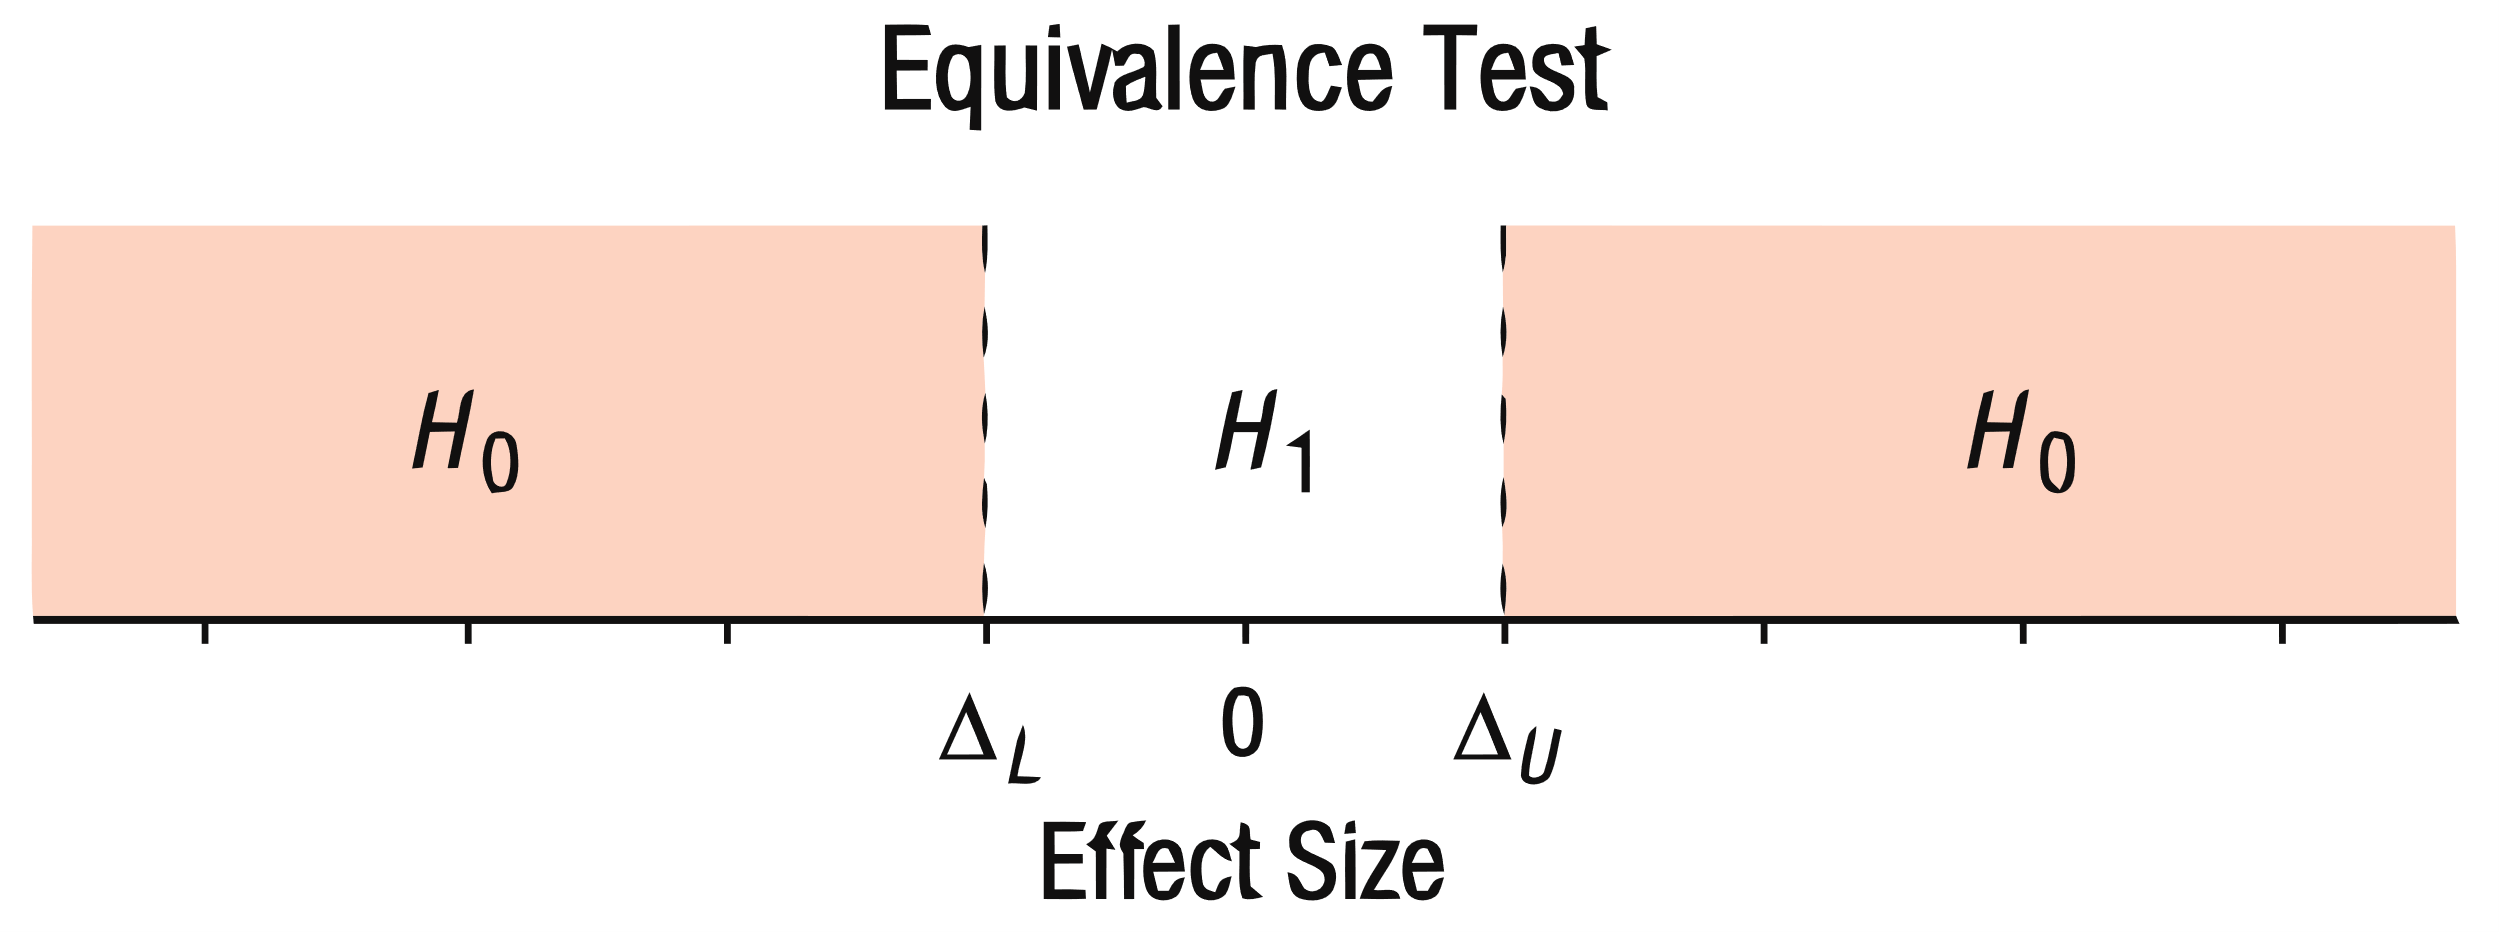 Equivalence Test
H0 H1 H0
ΔL 0 ΔU
Effect Size